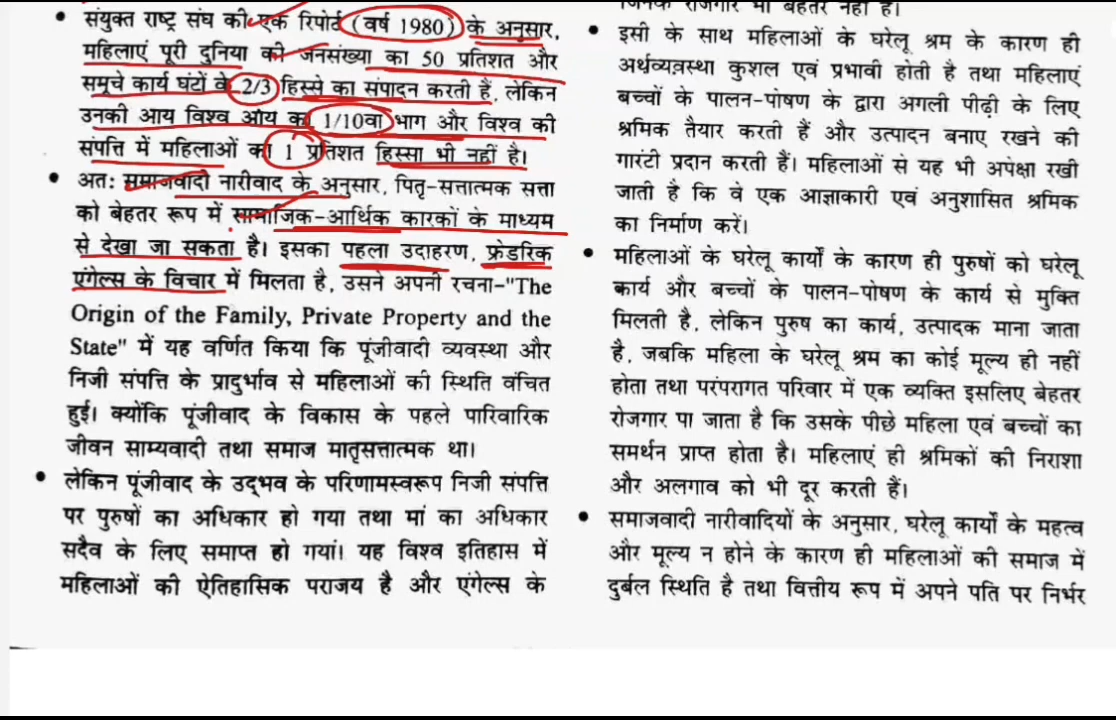 संयुक्त राष्ट्र संघ की एक रिपोर्ट (वर्ष 1980) के अनुसार,
महिलाएं पूरी दुनिया की जनसंख्या का 50 प्रतिशत और
समूचे कार्य घंटों के 2/3 हिस्से का संपादन करती हैं, लेकिन
उनकी आय विश्व आय का 1/10वां भाग और विश्व की
संपत्ति में महिलाओं का 1 प्रतिशत हिस्सा भी नहीं है।
अतः समाजवादी नारीवाद के अनुसार, पितृ-सत्तात्मक सत्ता
को बेहतर रूप में सामाजिक-आर्थिक कारकों के माध्यम
से देखा जा सकता है। इसका पहला उदाहरण, फ्रेडरिक
एंगेल्स के विचार में मिलता है, उसने अपनी रचना-"The
Origin of the Family, Private Property and the
State" में यह वर्णित किया कि पूंजीवादी व्यवस्था और
निजी संपत्ति के प्रादुर्भाव से महिलाओं की स्थिति वंचित
हुई। क्योंकि पूंजीवाद के विकास के पहले पारिवारिक
जीवन साम्यवादी तथा समाज मातृसत्तात्मक था।
लेकिन पूंजीवाद के उद्भव के परिणामस्वरूप निजी संपत्ति
पर पुरुषों का अधिकार हो गया तथा मां का अधिकार
सदैव के लिए समाप्त हो गयां। यह विश्व इतिहास में
महिलाओं की ऐतिहासिक पराजय है और एंगेल्स के
जिनके रोजगार भी बेहतर नहीं हैं।
इसी के साथ महिलाओं के घरेलू श्रम के कारण ही
अर्थव्यवस्था कुशल एवं प्रभावी होती है तथा महिलाएं
बच्चों के पालन-पोषण के द्वारा अगली पीढ़ी के लिए
श्रमिक तैयार करती हैं और उत्पादन बनाए रखने की
गारंटी प्रदान करती हैं। महिलाओं से यह भी अपेक्षा रखी
जाती है कि वे एक आज्ञाकारी एवं अनुशासित श्रमिक
का निर्माण करें।
महिलाओं के घरेलू कार्यों के कारण ही पुरुषों को घरेलू
कार्य और बच्चों के पालन-पोषण के कार्य से मुक्ति
मिलती है, लेकिन पुरुष का कार्य, उत्पादक माना जाता
है, जबकि महिला के घरेलू श्रम का कोई मूल्य ही नहीं
होता तथा परंपरागत परिवार में एक व्यक्ति इसलिए बेहतर
रोजगार पा जाता है कि उसके पीछे महिला एवं बच्चों का
समर्थन प्राप्त होता है। महिलाएं ही श्रमिकों की निराशा
और अलगाव को भी दूर करती हैं।
समाजवादी नारीवादियों के अनुसार, घरेलू कार्यों के महत्व
और मूल्य न होने के कारण ही महिलाओं की समाज में
दुर्बल स्थिति है तथा वित्तीय रूप में अपने पति पर निर्भर